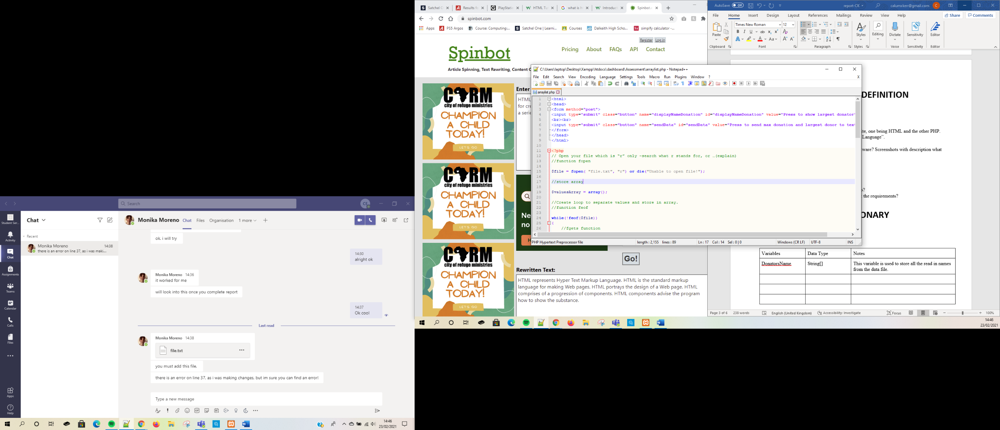 Search
CE
Student Ser...
Activity
Chat
Assignments
Teams
Calendar
Calls
Files
Apps
Help
Chat
Recent
Monika Moreno 14:38
there is an error on line 37, as i was maki...
Monika Moreno Chat Files Organisation 1 more
ok. i will try
14:30
alright ok
Monika Moreno 14:36
it worked for me
will look into this once you complete report
14:37
Ok cool
Last read
Monika Moreno 14:38
file.txt
you must add this file,
there is an error on line 37, as i was making changes, but im sure you can find an error!
Type a new message
14:46
23/02/2021
Satchel O
Results fo
PlayStatio
HTML Tut
what is h
Introduct
Spinbot.c
spinbot.com
Apps PS5 Argos Course: Computing:... Satchel One | Learni... Courses Dalkeith High Scho... simplfy calculator -...
Register Log in
Spinbot
Pricing About FAQs API Contact
Article Spinning, Text Rewriting, Content C
CRM
city of refuge ministries
CHAMPION
A CHILD
TODAY!
LET'S GO
CRM
city of refuge ministries
CHAMPION
A CHILD
TODAY!
LET'S GO
CRM
city of refuge ministries
CHAMPION
A CHILD
TODAY!
LET'S GO
Enter
HTML
for cre
a serie
Ne
no
Go!
Rewritten Text:
HTML represents Hyper Text Markup Language. HTML is the standard markup
language for making Web pages. HTML portrays the design of a Web page. HTML
comprises of a progression of components. HTML components advise the program
how to show the substance.
C:\Users\laptop\Desktop\Xampp\htdocs\dashboard\Assessment\arraylist.php - Notepad++
File Edit Search View Encoding Language Settings Tools Macro Run Plugins Window ? X
arraylist.php
1 <html>
2 <head>
3 <form method="post">
4 <input type="submit" class="button" name="displayNameDonation" id="displayNameDonation" value="Press to show largest donator"
5 <br><br>
6 <input type="submit" class="button" name="sendData" id="sendData" value="Press to send max donation and largest donor to text
7 </form>
8 </head>
9 </html>
10
11 <?php
12 // Open your file which is “r” only -search what r stands for, or …(explain)
13 //function fopen
14
15 $file = fopen( "file.txt", "r") or die("Unable to open file!");
16
17 //store array
18
19 $valuesArray = array();
20
21 //Create loop to separate values and store in array.
22 //function feof
23
24 while(!feof($file))
25 {
26 //fgets function
PHP Hypertext Preprocessor file length : 2,155 lines : 89 Ln : 17 Col : 14 Sel : 0 | 0 Windows (CR LF) UTF-8 INS
AutoSave Off report-CK calumxkerr@gmail.com C
File Home Insert Design Layout References Mailings Review View Help Share Comments
Times New Roman 12
Paste Styles Editing Dictate Sensitivity Editor
Clipboard Font Paragraph Styles Voice Sensitivity Editor
DEFINITION
ite, one being HTML and the other PHP.
Language”.
ware? Screenshots with description what
?
the requirements?
ONARY
Variables Data Type Notes
DonatorsName String[] This variable is used to store all the read in names
from the data file.
Page 3 of 6 238 words English (United Kingdom) Accessibility: Investigate Focus 100%
14:46
23/02/2021